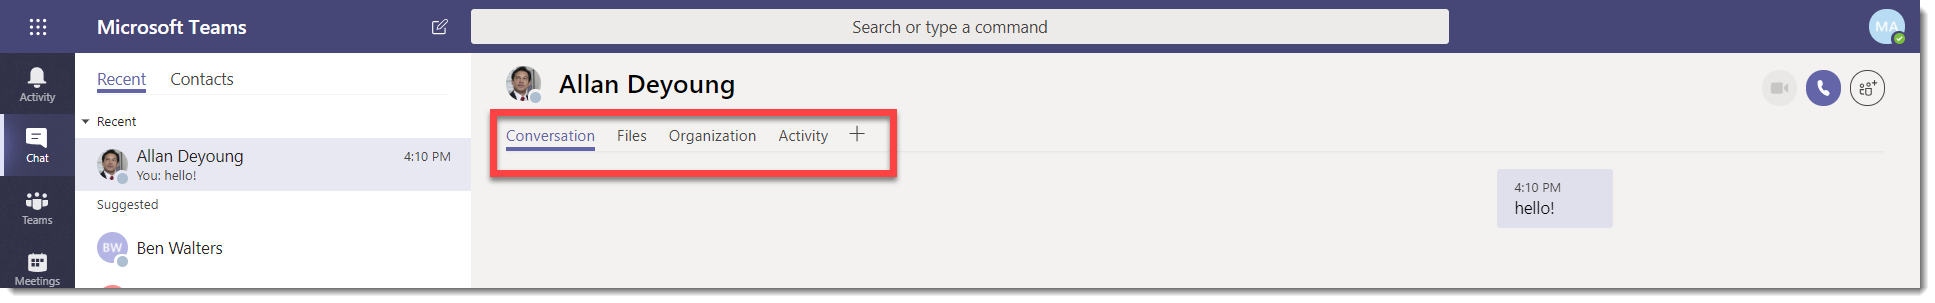 Microsoft Teams
Search or type a command
MA
Activity
Chat
Teams
Meetings
Recent Contacts
Recent
Allan Deyoung 4:10 PM
You: hello!
Suggested
BW Ben Walters
Allan Deyoung
Conversation Files Organization Activity
4:10 PM
hello!